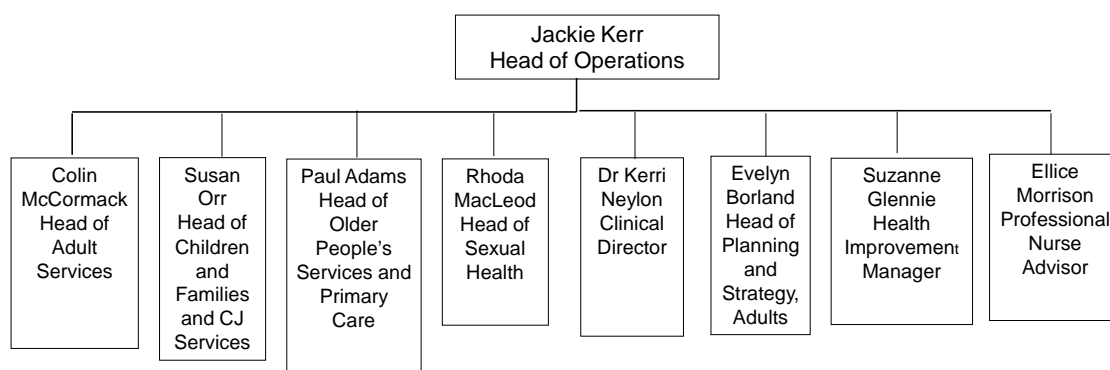 Jackie Kerr
Head of Operations
Colin
McCormack
Head of
Adult
Services
Susan
Orr
Head of
Children
and
Families
and CJ
Services
Paul Adams
Head of
Older
People's
Services and
Primary
Care
Rhoda
MacLeod
Head of
Sexual
Health
Dr Kerri
Neylon
Clinical
Director
Evelyn
Borland
Head of
Planning
and
Strategy,
Adults
Suzanne
Glennie
Health
Improvement
Manager
Ellice
Morrison
Professional
Nurse
Advisor